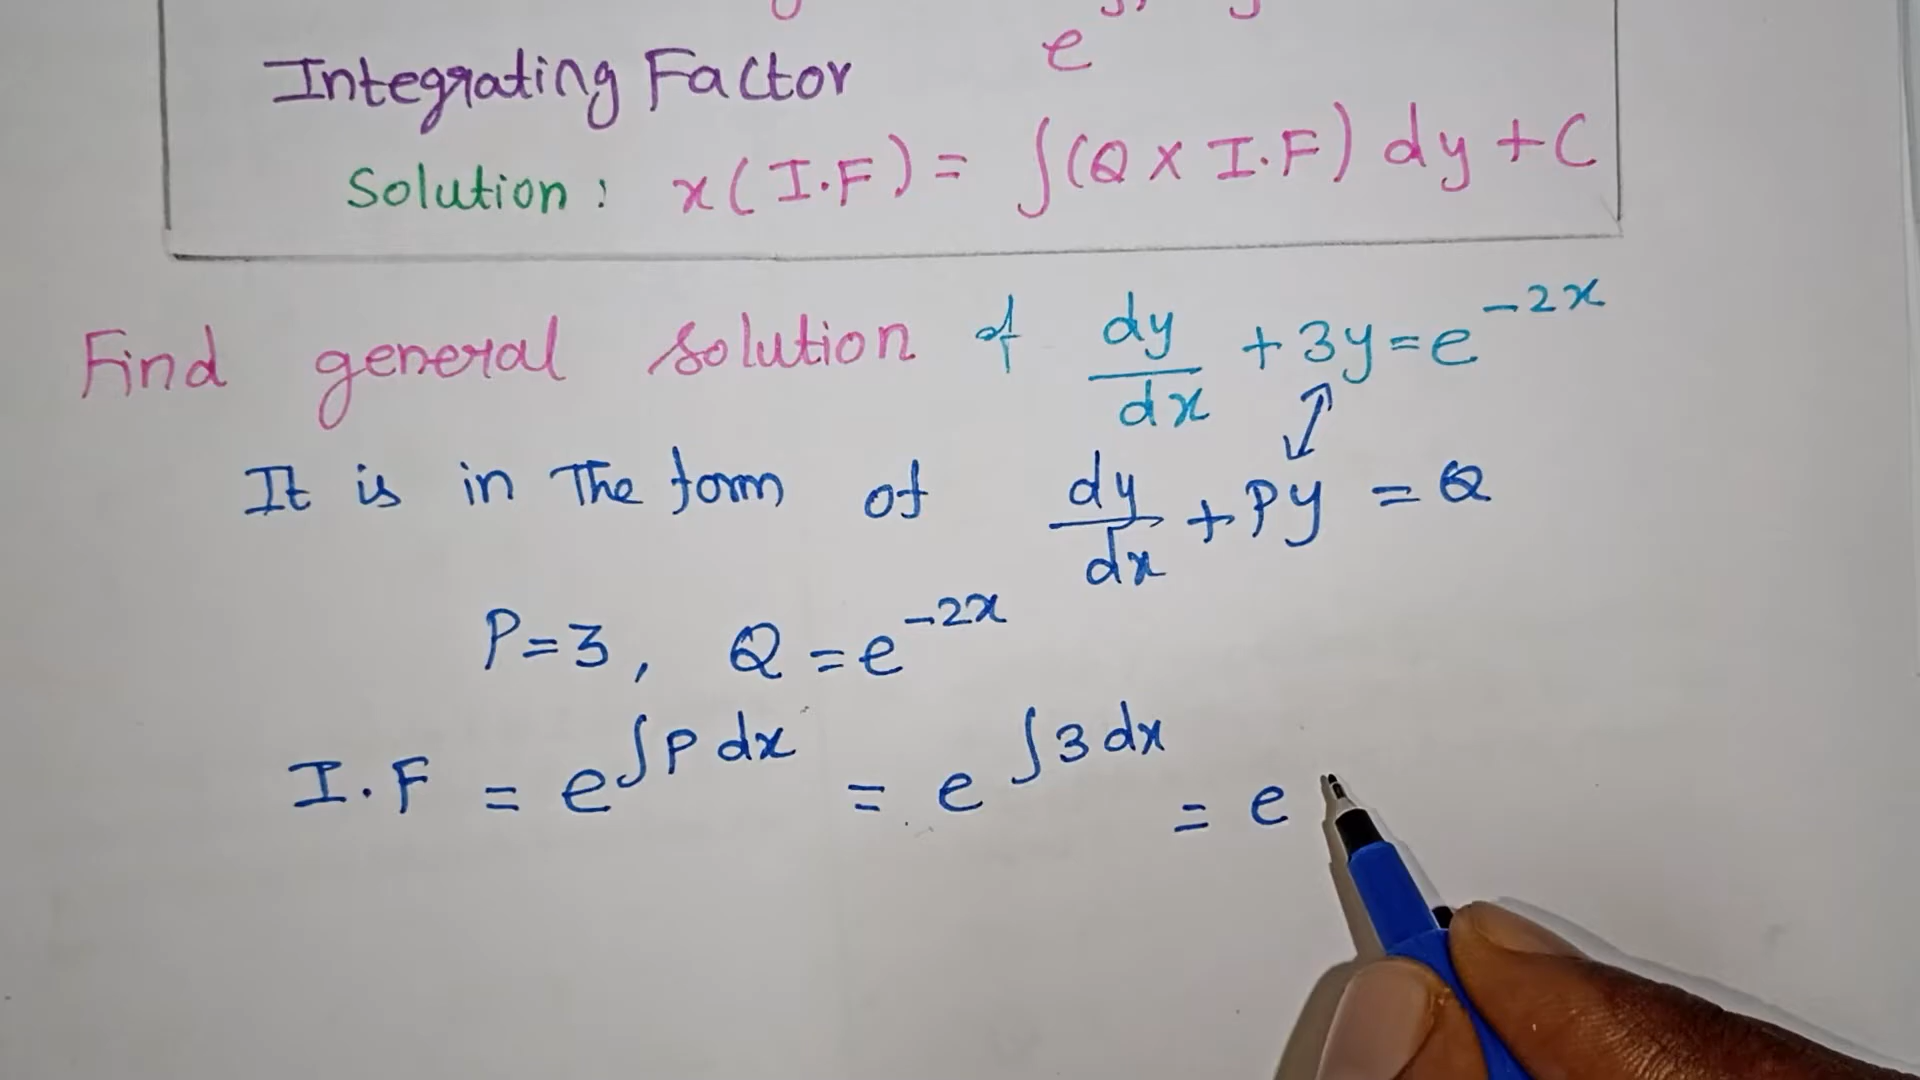 e
Integrating Factor
Solution: x(I.F) = ∫(Q × I.F) dy + C
Find general solution of dy/dx + 3y = e^{-2x}
It is in The form of dy/dx + Py = Q
P = 3, Q = e^{-2x}
I.F = e^{∫P dx} = e^{∫3 dx} = e